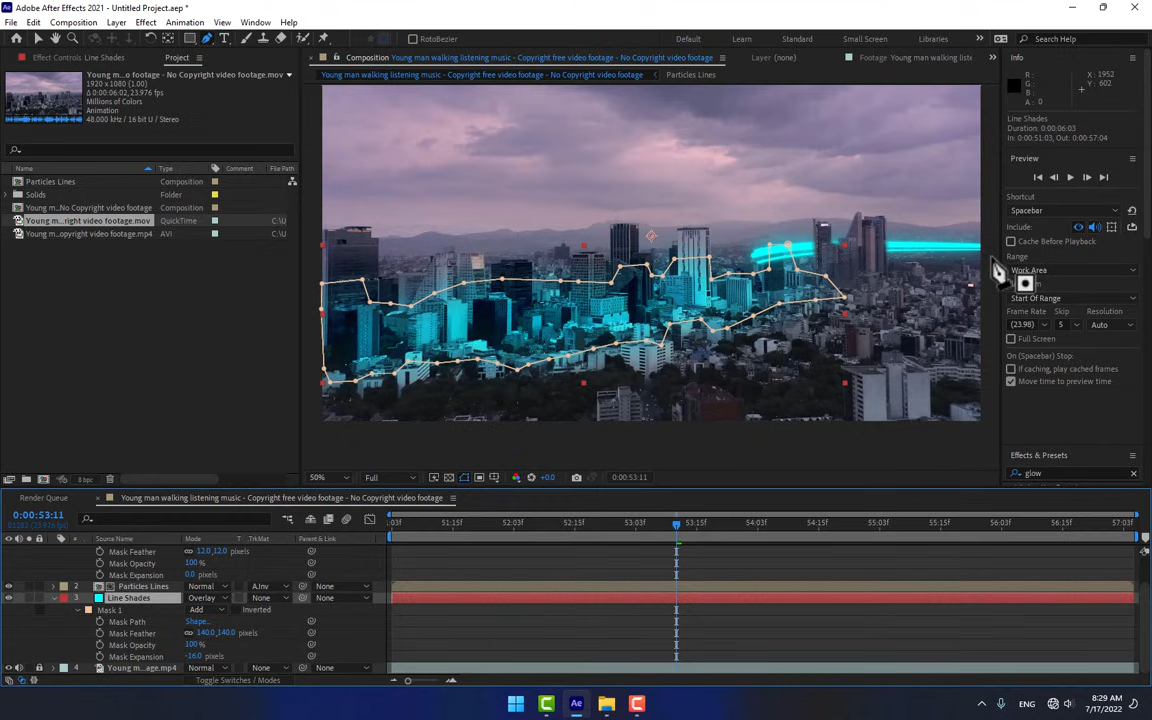 Ae Adobe After Effects 2021 - Untitled Project.aep *
File Edit Composition Layer Effect Animation View Window Help
RotoBezier
Default Learn Standard Small Screen Libraries
Search Help
Effect Controls Line Shades Project
Composition Young man walking listening music - Copyright free video footage - No Copyright video footage
Layer (none)
Footage Young man walking liste
Info
Young man walking listening music - Copyright free video footage - No Copyright video footage
Particles Lines
Young m...o footage - No Copyright video footage.mov
1920 x 1080 (1.00)
Δ 0:00:06:02, 23.976 fps
Millions of Colors
Animation
48.000 kHz / 16 bit U / Stereo
R :
G :
B :
A : 0
X : 1952
Y : 602
Line Shades
Duration: 0:00:06:03
In: 0:00:51:03, Out: 0:00:57:04
Preview
Name Type Comment File Path
Particles Lines Composition
Solids Folder
Young m...No Copyright video footage Composition
Young m...right video footage.mov QuickTime C:\U
Young m...opyright video footage.mp4 AVI C:\U
Shortcut
Spacebar
Include:
Cache Before Playback
Range
Work Area
Start Of Range
Frame Rate Skip Resolution
(23.98) 5 Auto
Full Screen
On (Spacebar) Stop:
If caching, play cached frames
Move time to preview time
Effects & Presets
glow
8 bpc
50% Full +0.0 0:00:53:11
Render Queue
Young man walking listening music - Copyright free video footage - No Copyright video footage
0:00:53:11
01282 (23.976 fps)
:03f 51:15f 52:03f 52:15f 53:03f 53:15f 54:03f 54:15f 55:03f 55:15f 56:03f 56:15f 57:03f
# Source Name Mode T .TrkMat Parent & Link
Mask Feather 12.0,12.0 pixels
Mask Opacity 100 %
Mask Expansion 0.0 pixels
2 Particles Lines Normal A.Inv None
3 Line Shades Overlay None None
Mask 1 Add Inverted
Mask Path Shape...
Mask Feather 140.0,140.0 pixels
Mask Opacity 100 %
Mask Expansion -16.0 pixels
4 Young m...age.mp4 Normal None None
Toggle Switches / Modes
ENG
8:29 AM
7/17/2022